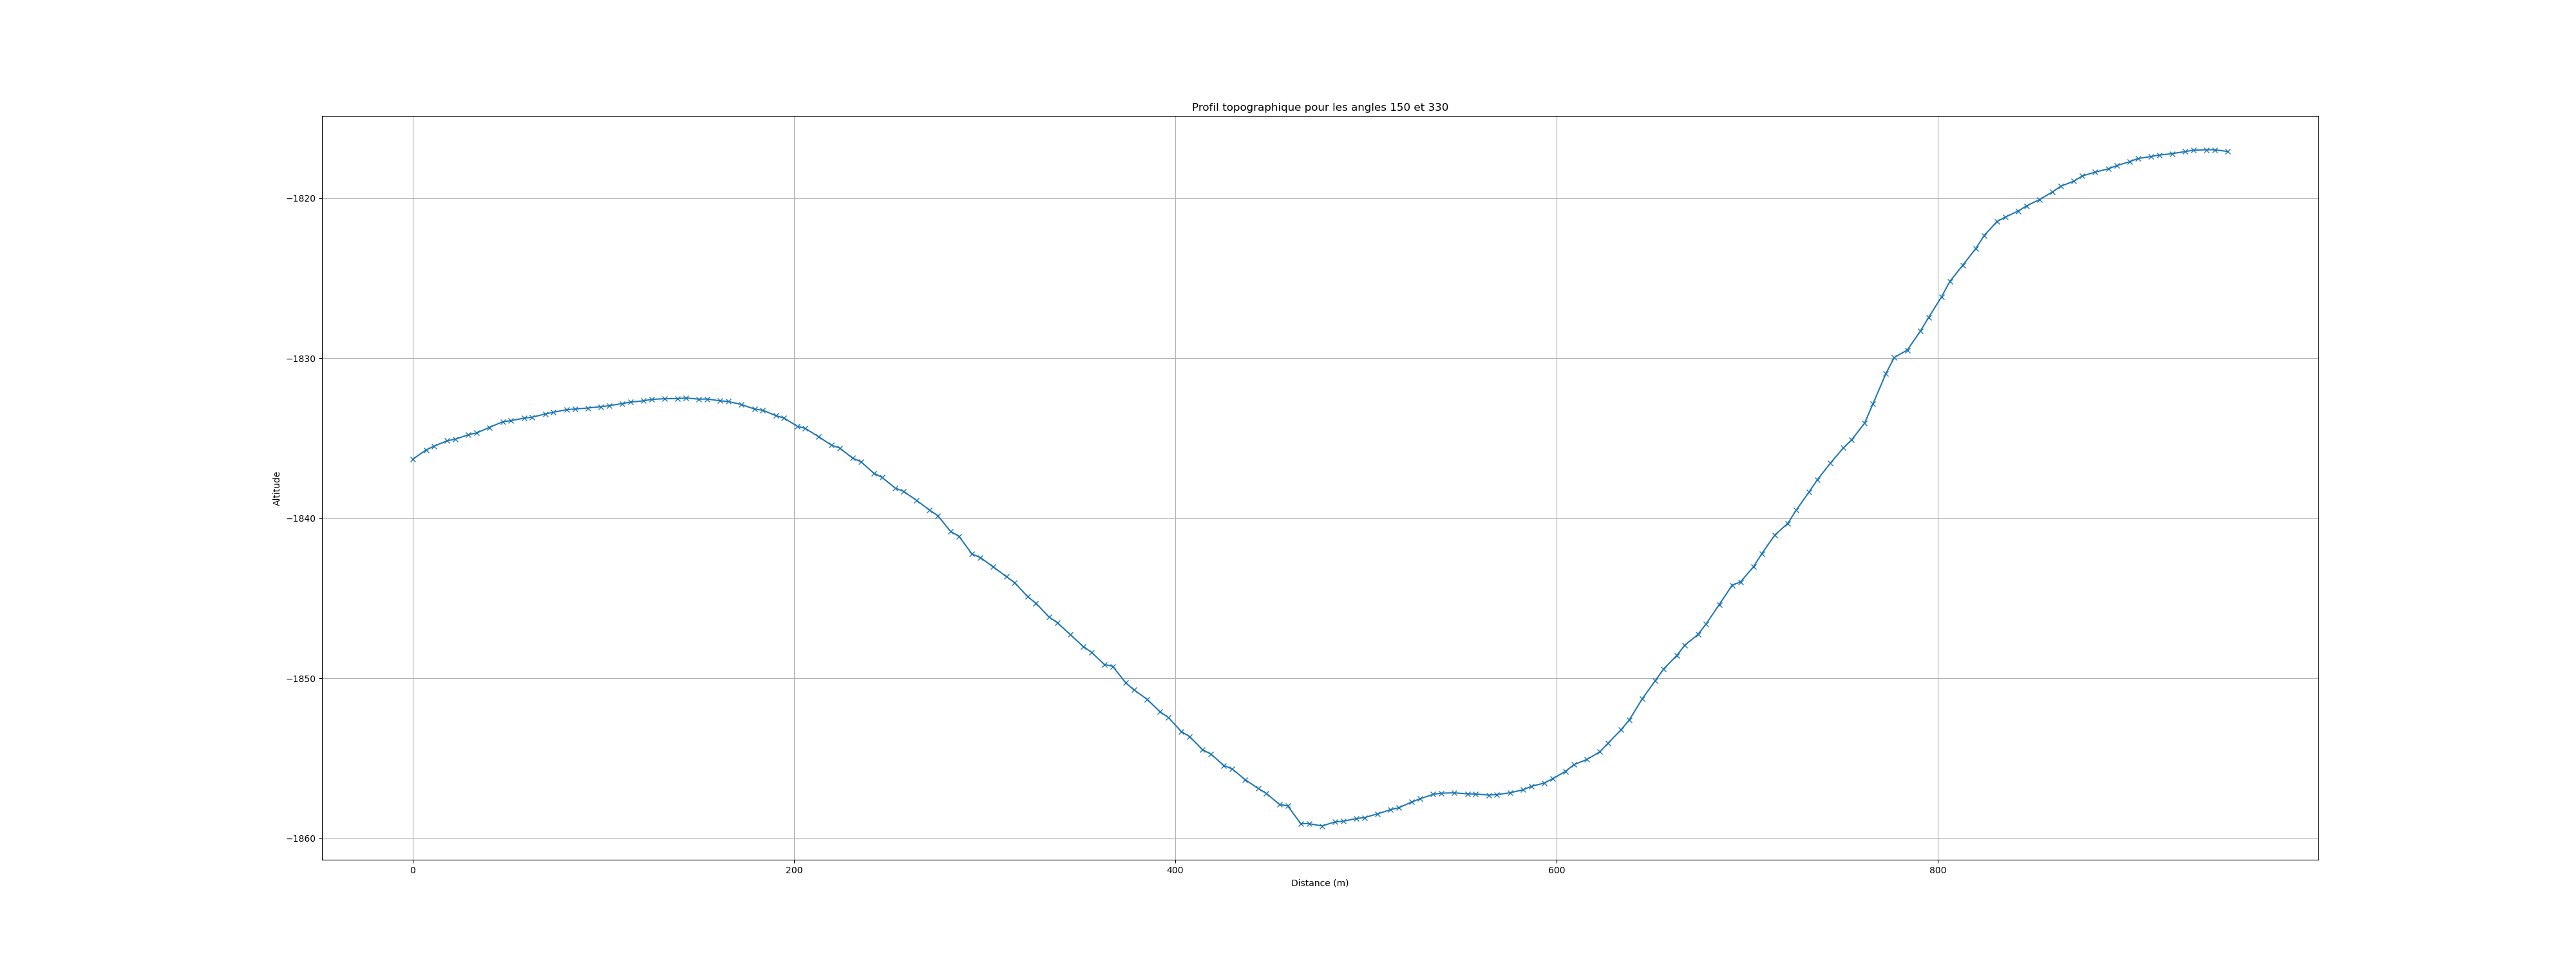 Profil topographique pour les angles 150 et 330
−1820
−1830
−1840
−1850
−1860
Altitude
0 200 400 600 800
Distance (m)